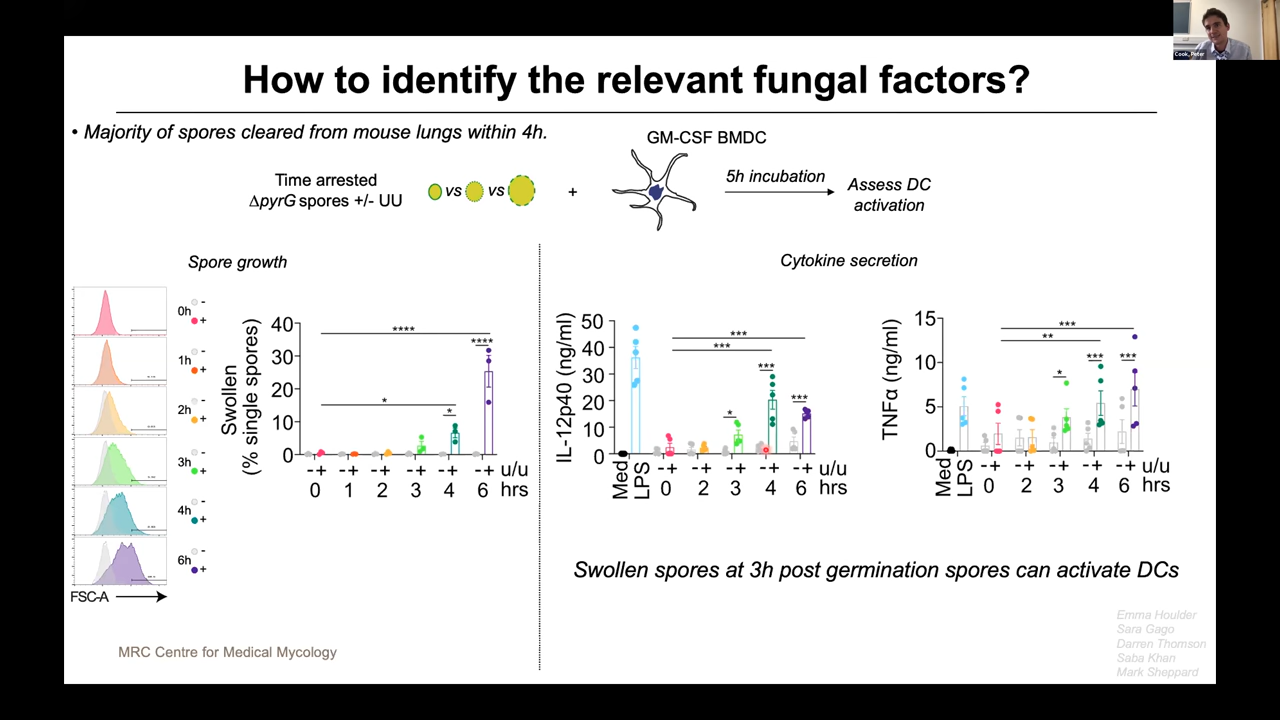 Cook, Peter
How to identify the relevant fungal factors?
• Majority of spores cleared from mouse lungs within 4h.
GM-CSF BMDC
Time arrested
ΔpyrG spores +/- UU
vs vs
+
5h incubation
Assess DC
activation
Spore growth
0h - +
1h - +
2h - +
3h - +
4h - +
6h - +
FSC-A
Swollen
(% single spores)
40
30
20
10
0
****
****
*
*
-+ -+ -+ -+ -+ -+ u/u
0 1 2 3 4 6 hrs
Cytokine secretion
IL-12p40 (ng/ml)
50
40
30
20
10
0
***
***
***
***
*
Med LPS
-+ -+ -+ -+ -+ u/u
0 2 3 4 6 hrs
TNFα (ng/ml)
15
10
5
0
***
**
***
***
*
Med LPS
-+ -+ -+ -+ -+ u/u
0 2 3 4 6 hrs
Swollen spores at 3h post germination spores can activate DCs
Emma Houlder
Sara Gago
Darren Thomson
Saba Khan
Mark Sheppard
MRC Centre for Medical Mycology